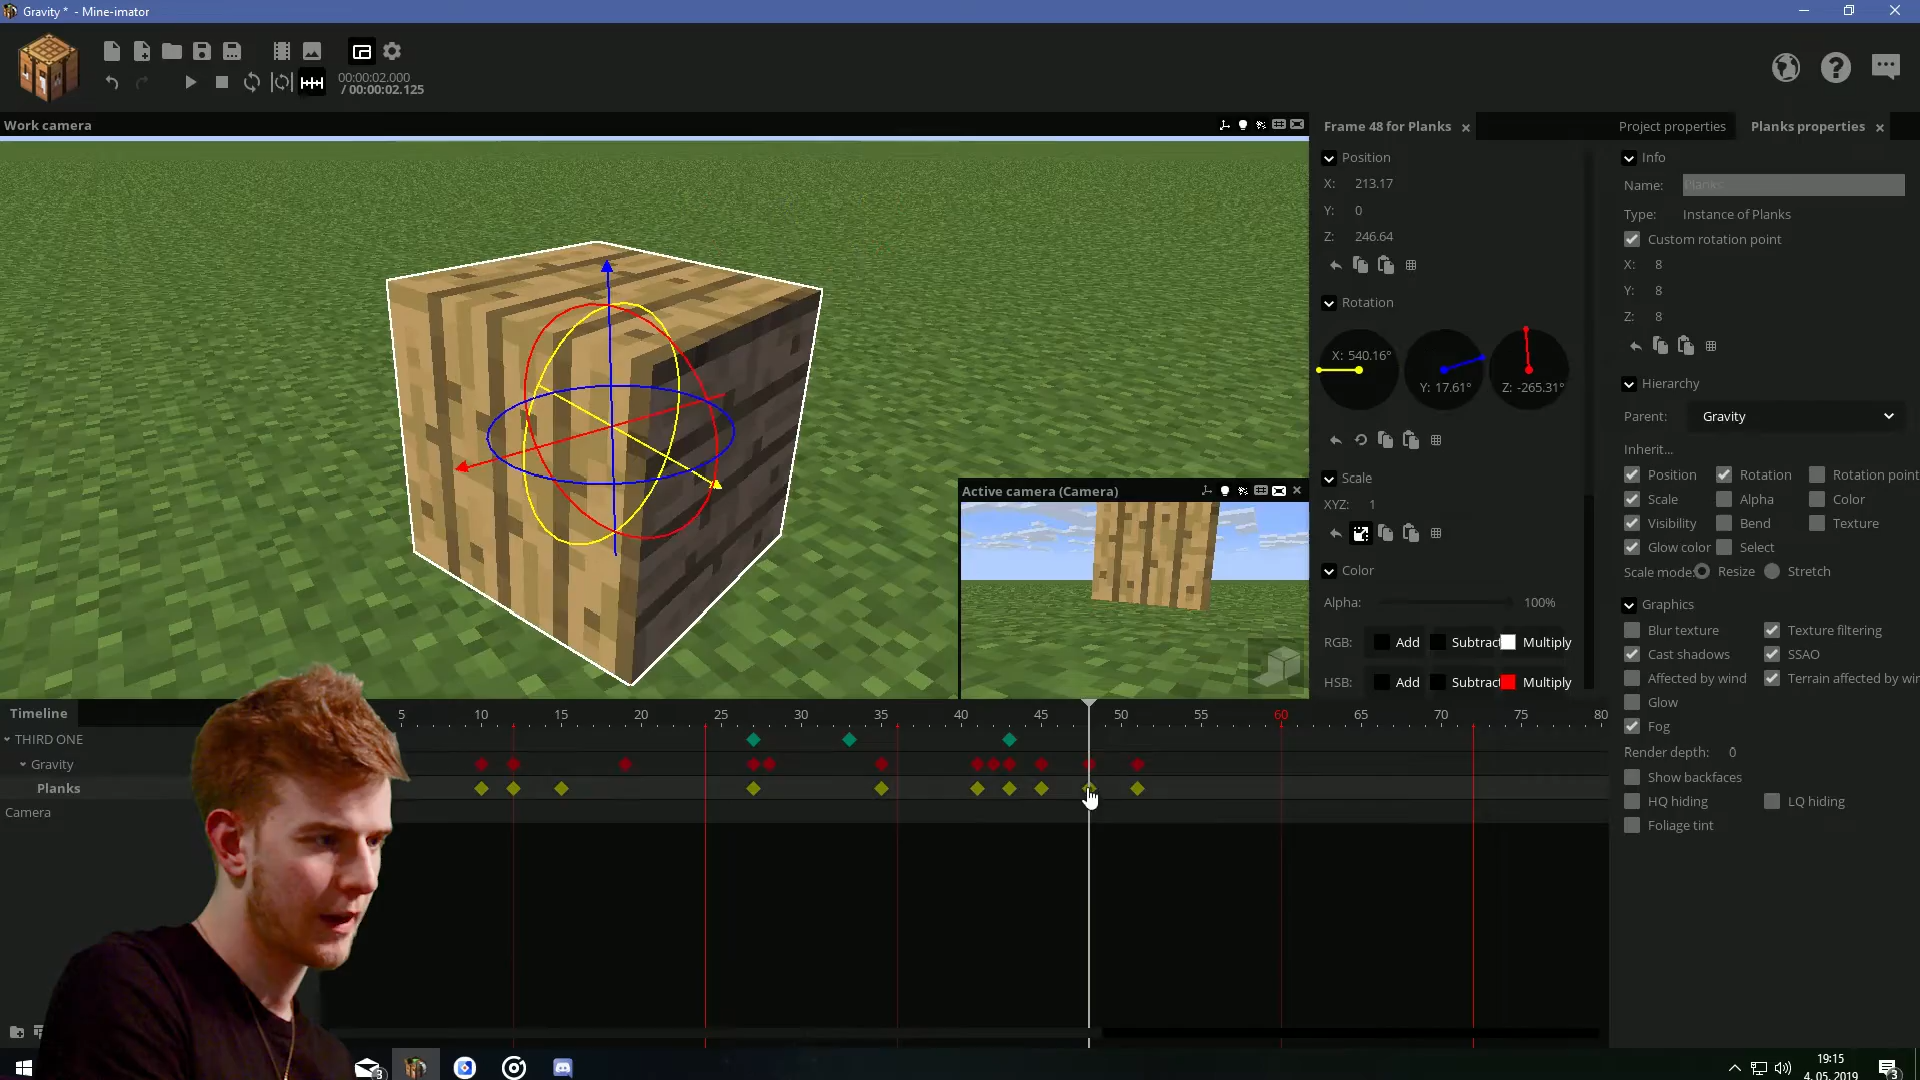 Gravity * - Mine-imator
00:00:02.000
/ 00:00:02.125
Work camera
Frame 48 for Planks
Project properties
Planks properties
Position
X: 213.17
Y: 0
Z: 246.64
Rotation
X: 540.16°
Y: 17.61°
Z: -265.31°
Scale
XYZ: 1
Color
Alpha: 100%
RGB: Add Subtract Multiply
HSB: Add Subtract Multiply
Info
Name: Planks
Type: Instance of Planks
Custom rotation point
X: 8
Y: 8
Z: 8
Hierarchy
Parent: Gravity
Inherit...
Position Rotation Rotation point
Scale Alpha Color
Visibility Bend Texture
Glow color Select
Scale mode: Resize Stretch
Graphics
Blur texture Texture filtering
Cast shadows SSAO
Affected by wind Terrain affected by wir
Glow
Fog
Render depth: 0
Show backfaces
HQ hiding LQ hiding
Foliage tint
Active camera (Camera)
Timeline
5 10 15 20 25 30 35 40 45 50 55 60 65 70 75 80
THIRD ONE
Gravity
Planks
Camera
3
19:15
4. 05. 2019
3